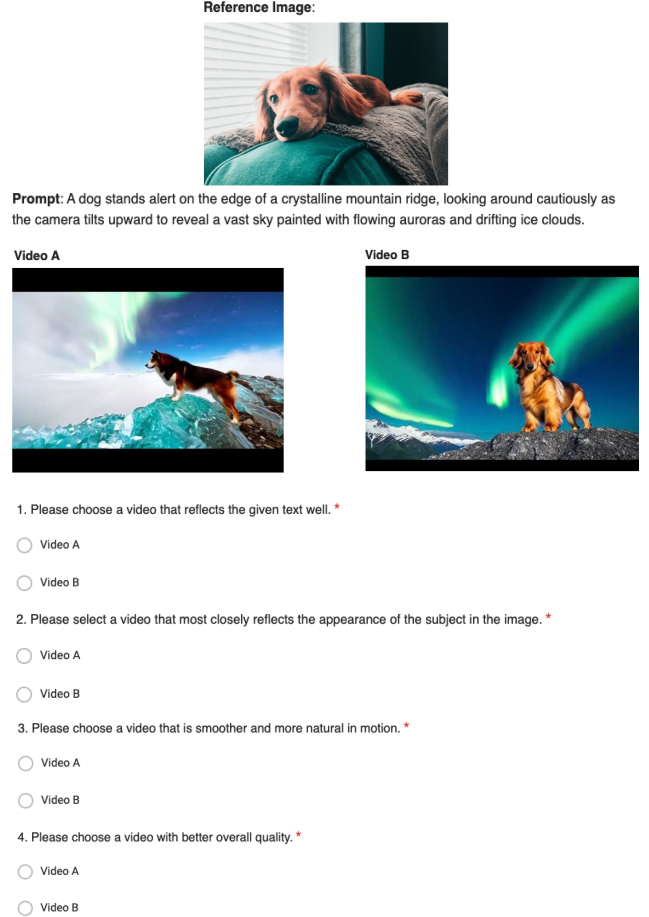 Reference Image:
Prompt: A dog stands alert on the edge of a crystalline mountain ridge, looking around cautiously as
the camera tilts upward to reveal a vast sky painted with flowing auroras and drifting ice clouds.
Video A
Video B
1. Please choose a video that reflects the given text well. *
Video A
Video B
2. Please select a video that most closely reflects the appearance of the subject in the image. *
Video A
Video B
3. Please choose a video that is smoother and more natural in motion. *
Video A
Video B
4. Please choose a video with better overall quality. *
Video A
Video B